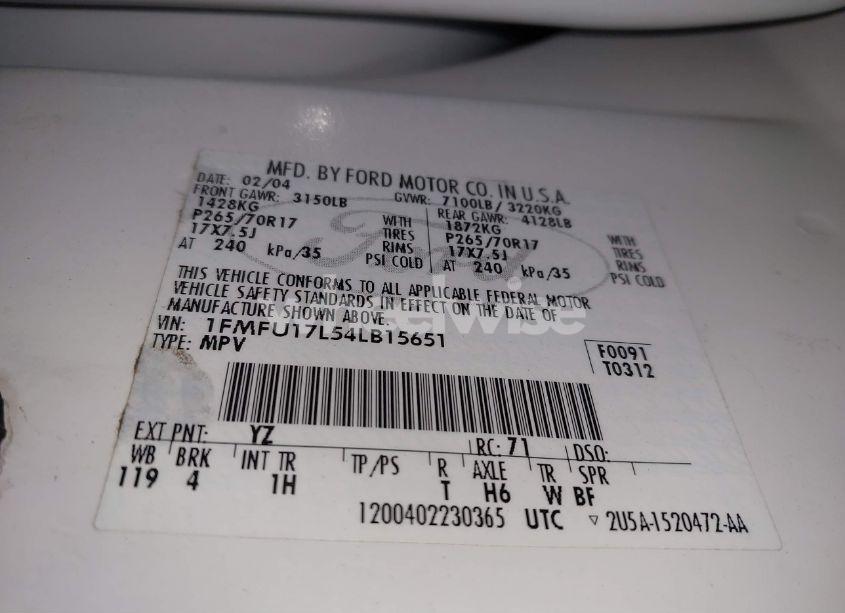 MFD. BY FORD MOTOR CO. IN U.S.A.
DATE: 02/04 GVWR: 7100LB/ 3220KG
FRONT GAWR: 3150LB REAR GAWR: 4128LB
1428KG WITH 1872KG WITH
P265/70R17 TIRES P265/70R17 TIRES
17X7.5J RIMS 17X7.5J RIMS
AT 240 kPa/35 PSI COLD AT 240 kPa/35 PSI COLD
THIS VEHICLE CONFORMS TO ALL APPLICABLE FEDERAL MOTOR
VEHICLE SAFETY STANDARDS IN EFFECT ON THE DATE OF
MANUFACTURE SHOWN ABOVE.
VIN: 1FMFU17L54LB15651 F0091
TYPE: MPV T0312
EXT PNT: YZ RC: 71 DSO:
WB BRK INT TR TP/PS R AXLE TR SPR
119 4 1H T H6 W BF
1200402230365 UTC ▽ 2U5A-1520472-AA
Ford